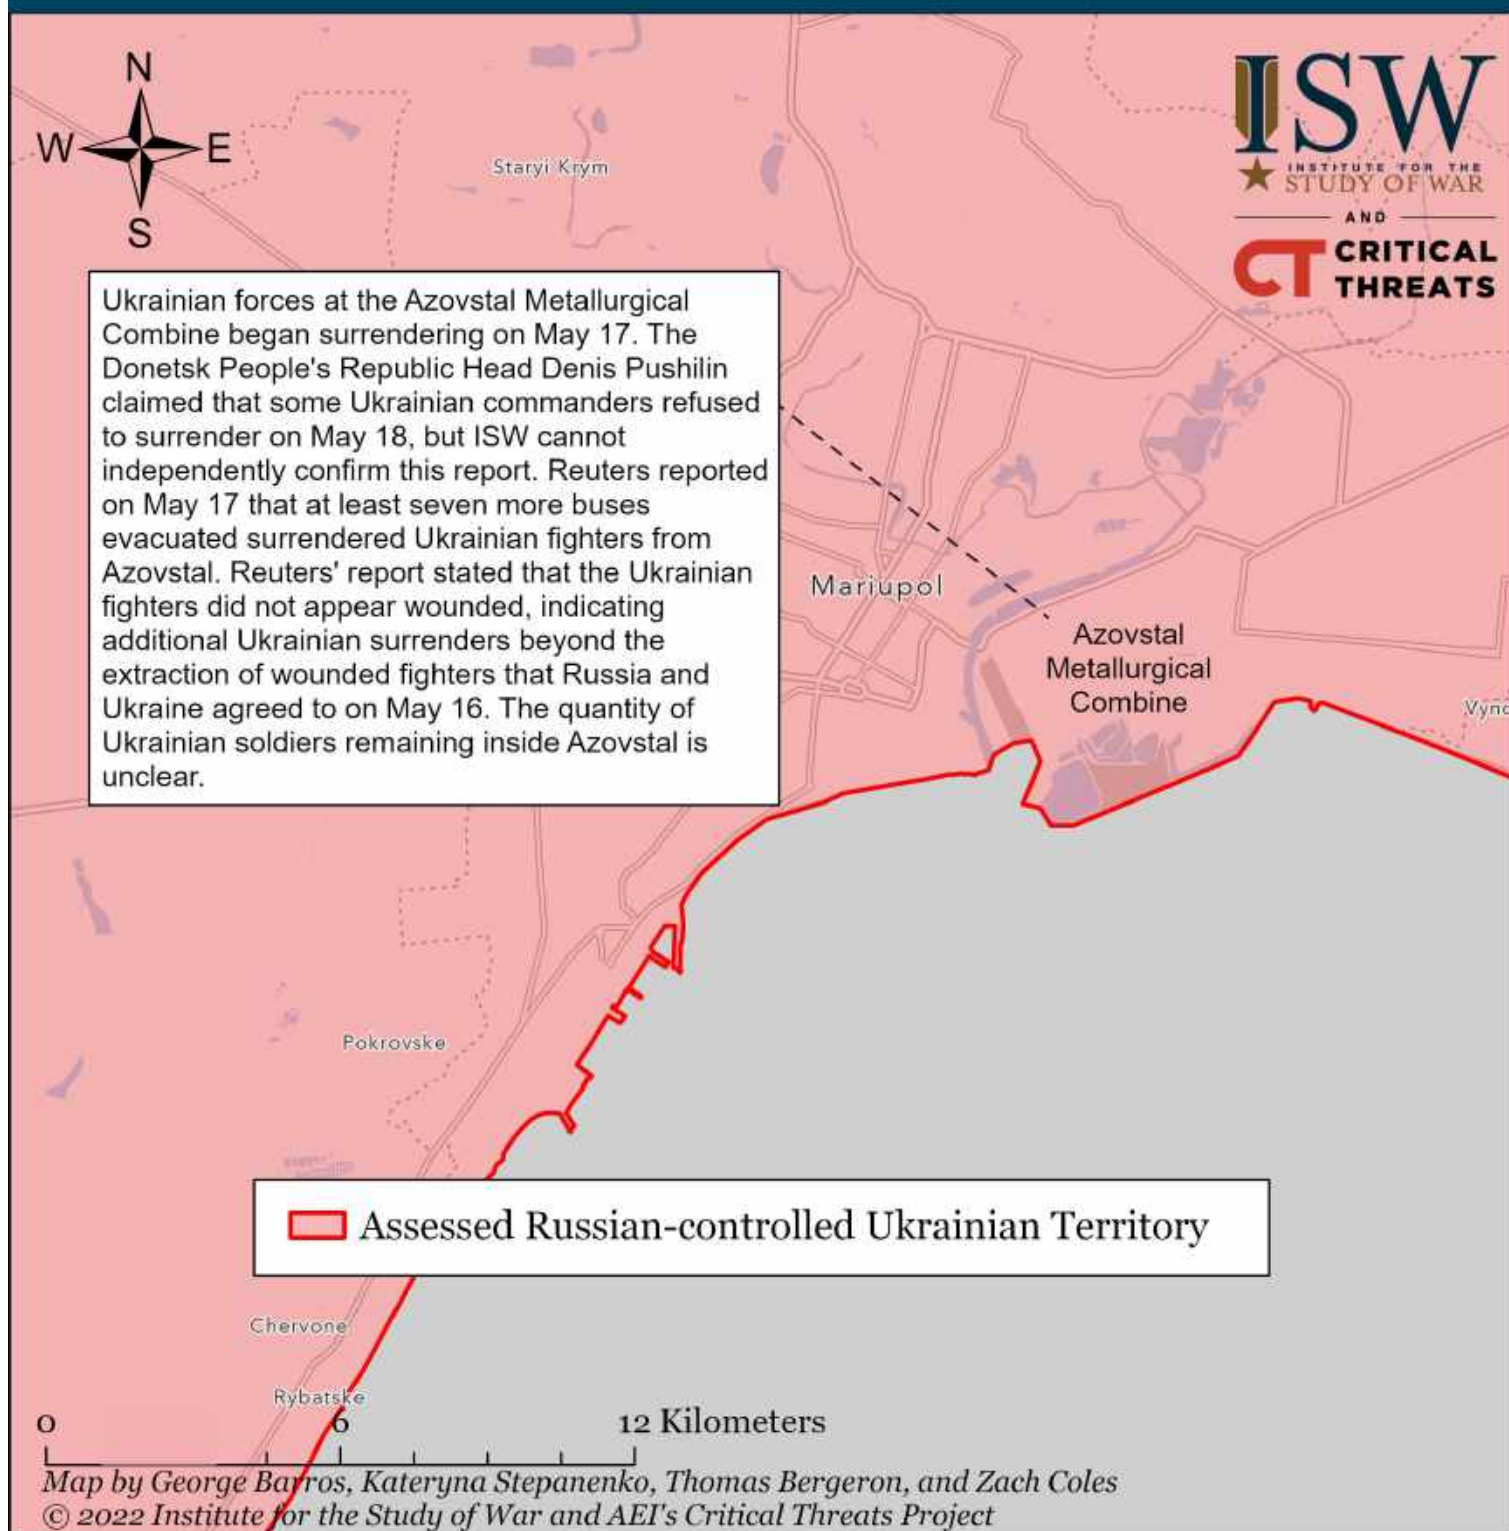 N
W E
S
ISW
INSTITUTE FOR THE
STUDY OF WAR
AND
CT CRITICAL
THREATS
Staryi Krym
Ukrainian forces at the Azovstal Metallurgical
Combine began surrendering on May 17. The
Donetsk People's Republic Head Denis Pushilin
claimed that some Ukrainian commanders refused
to surrender on May 18, but ISW cannot
independently confirm this report. Reuters reported
on May 17 that at least seven more buses
evacuated surrendered Ukrainian fighters from
Azovstal. Reuters' report stated that the Ukrainian
fighters did not appear wounded, indicating
additional Ukrainian surrenders beyond the
extraction of wounded fighters that Russia and
Ukraine agreed to on May 16. The quantity of
Ukrainian soldiers remaining inside Azovstal is
unclear.
Mariupol
Azovstal
Metallurgical
Combine
Pokrovske
Assessed Russian-controlled Ukrainian Territory
Chervone
Rybatske
0 6 12 Kilometers
Map by George Barros, Kateryna Stepanenko, Thomas Bergeron, and Zach Coles
© 2022 Institute for the Study of War and AEI's Critical Threats Project